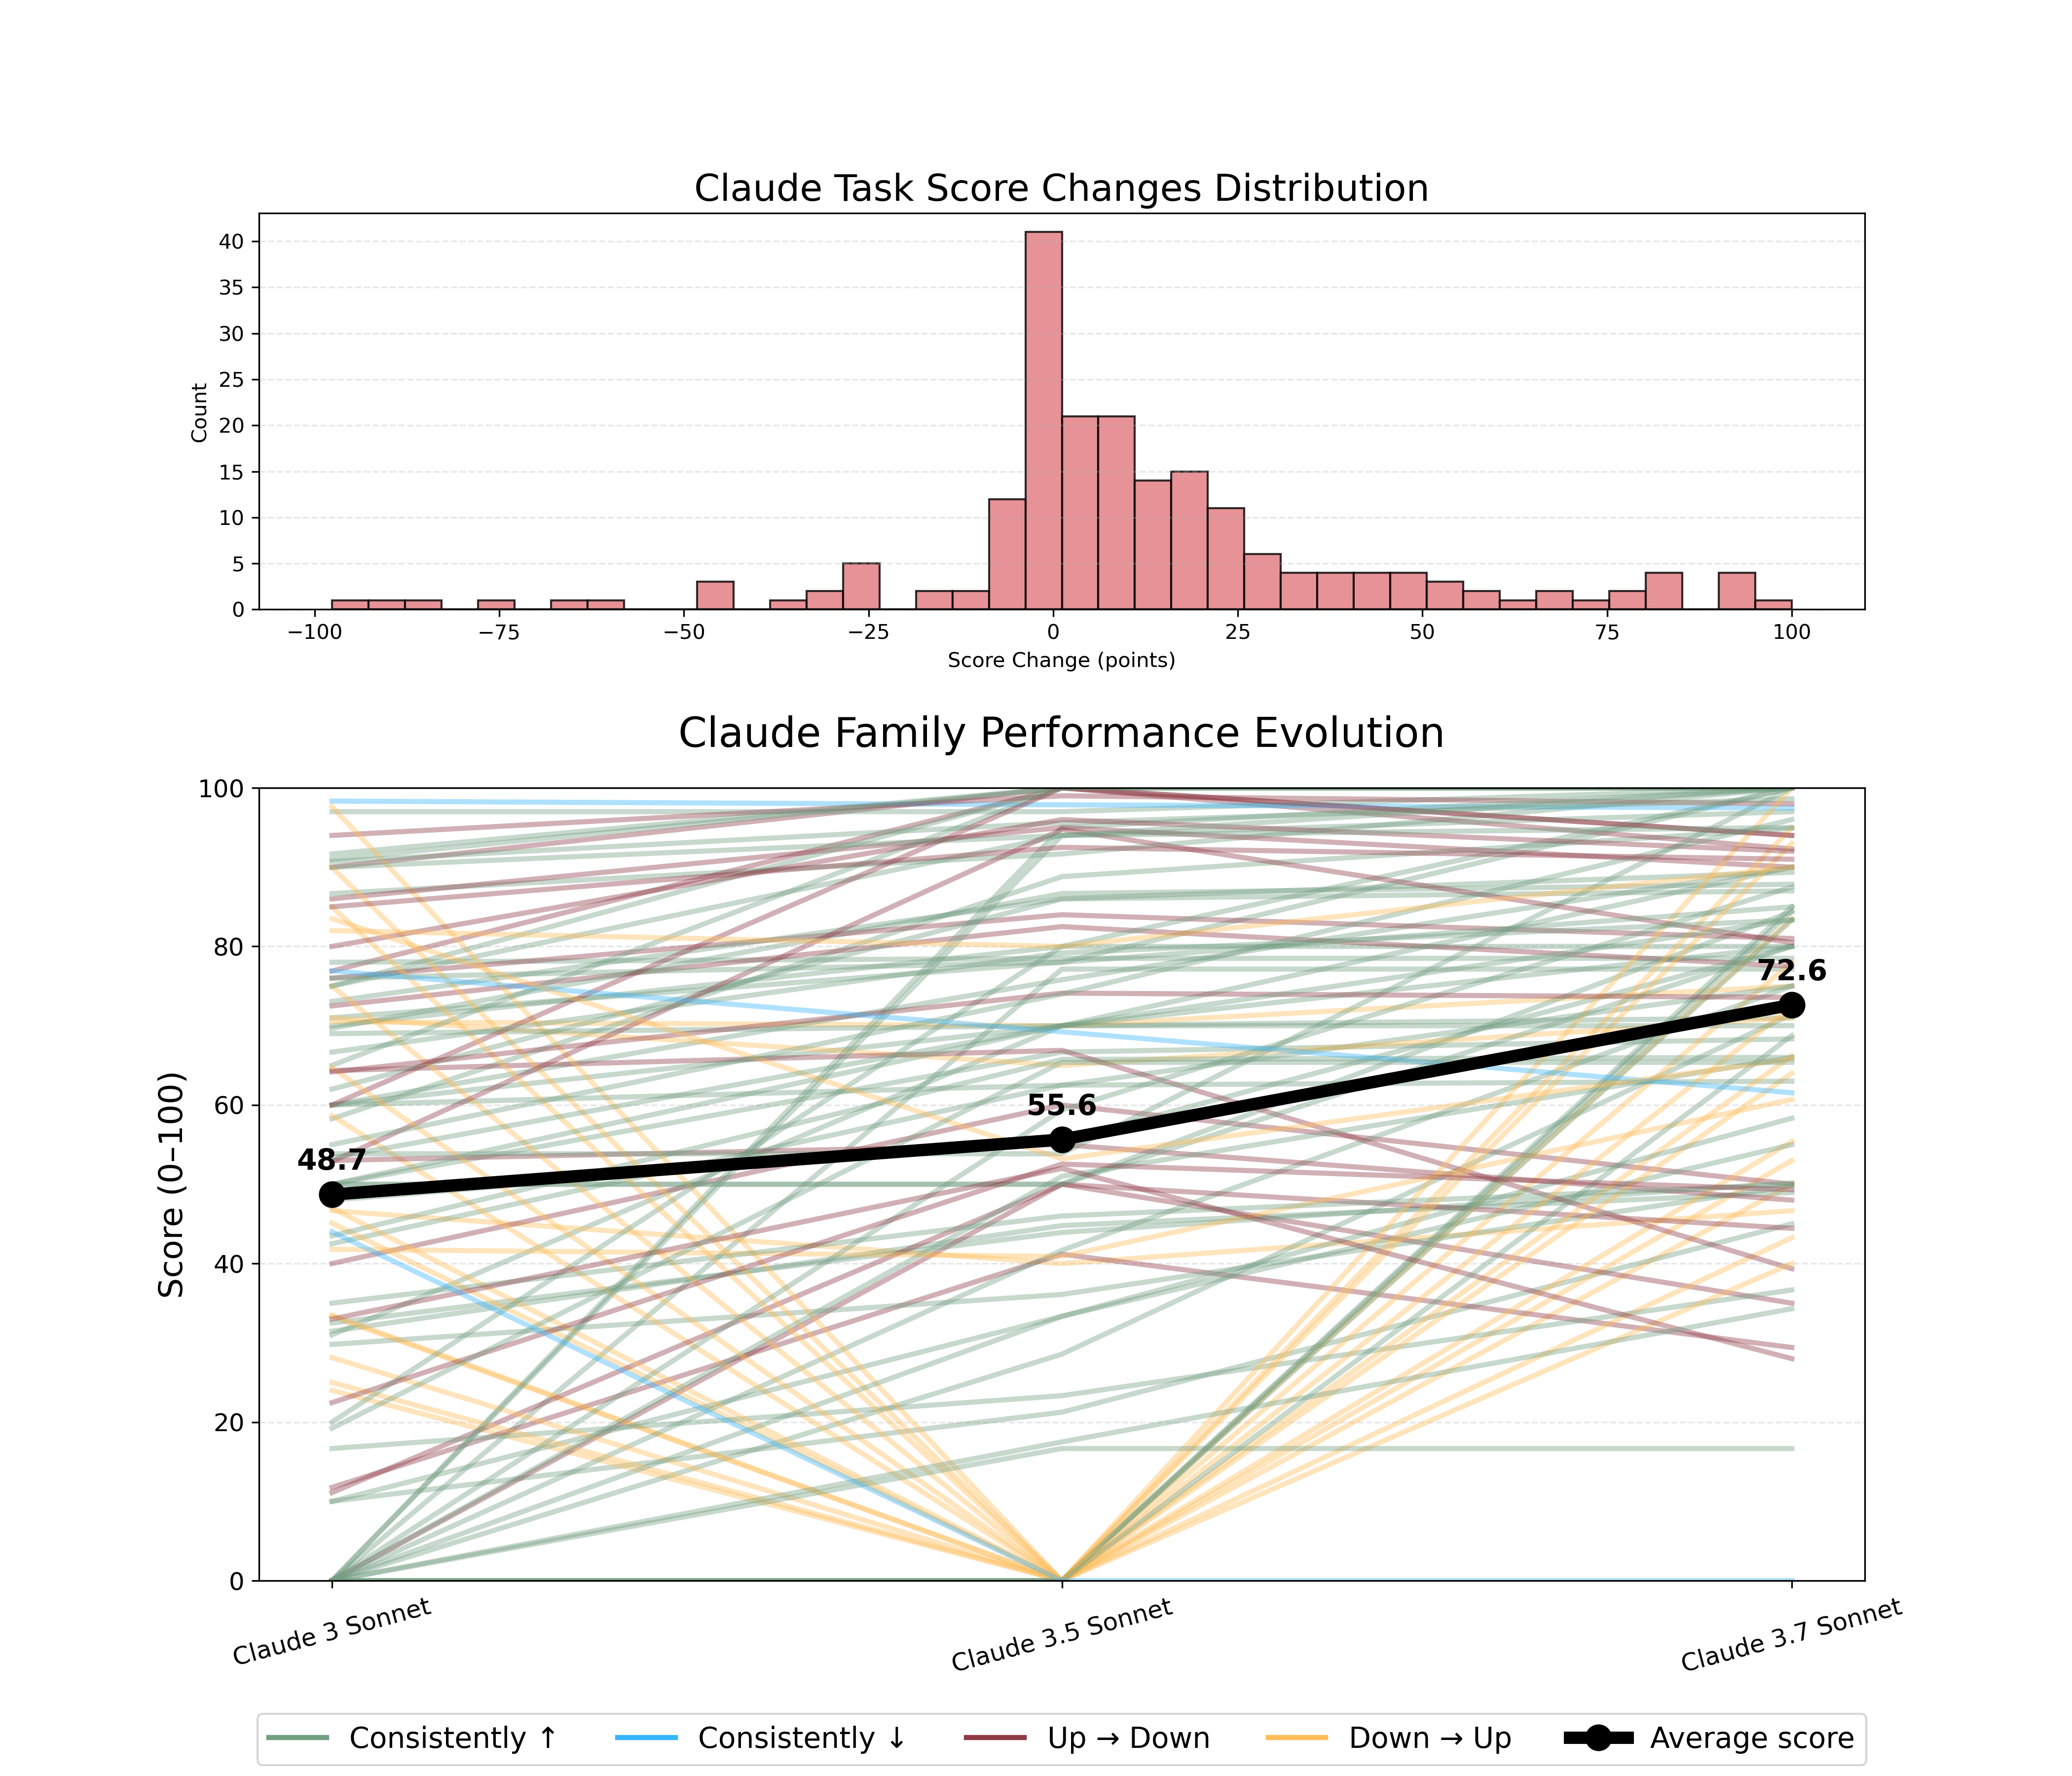 Claude Task Score Changes Distribution
40
35
30
25
20
15
10
5
0
Count
−100 −75 −50 −25 0 25 50 75 100
Score Change (points)
Claude Family Performance Evolution
100
80
60
40
20
0
Score (0–100)
48.7
55.6
72.6
Claude 3 Sonnet
Claude 3.5 Sonnet
Claude 3.7 Sonnet
Consistently ↑ Consistently ↓ Up → Down Down → Up Average score